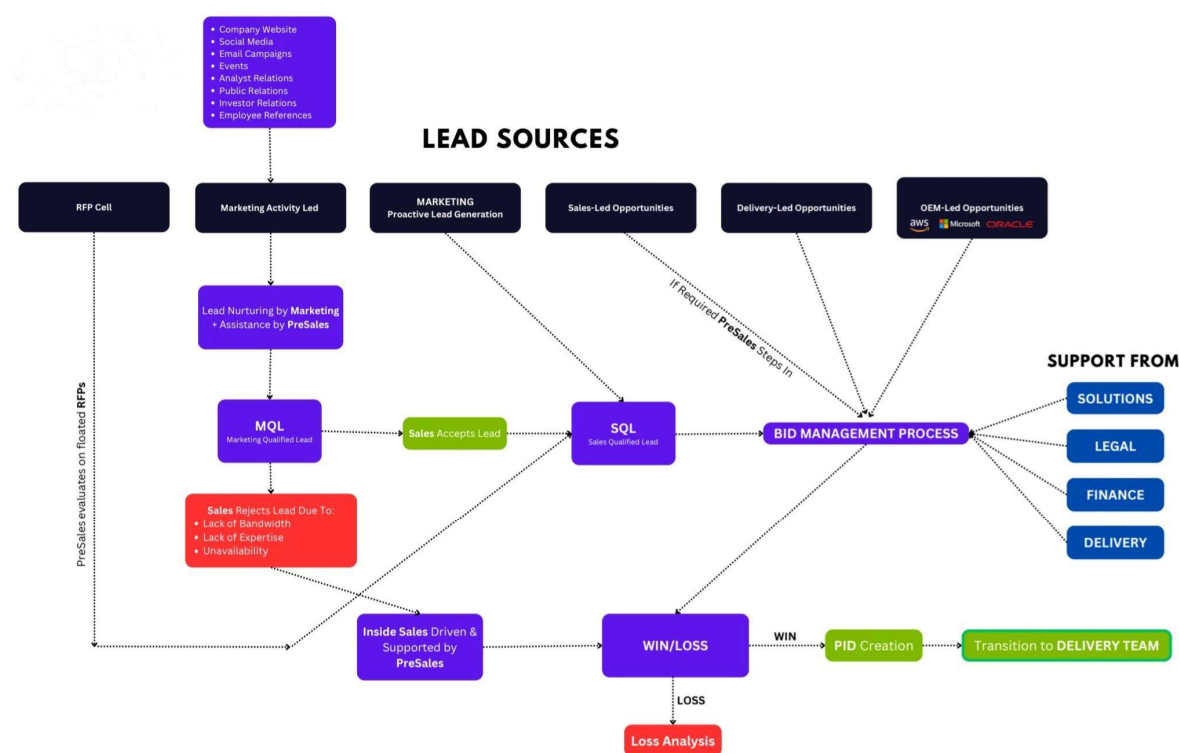 • Company Website
• Social Media
• Email Campaigns
• Events
• Analyst Relations
• Public Relations
• Investor Relations
• Employee References
LEAD SOURCES
RFP Cell
Marketing Activity Led
MARKETING
Proactive Lead Generation
Sales-Led Opportunities
Delivery-Led Opportunities
OEM-Led Opportunities
aws Microsoft ORACLE
Lead Nurturing by Marketing
+ Assistance by PreSales
If Required PreSales Steps In
PreSales evaluates on floated RFPs
MQL
Marketing Qualified Lead
Sales Accepts Lead
SQL
Sales Qualified Lead
BID MANAGEMENT PROCESS
SUPPORT FROM
SOLUTIONS
LEGAL
FINANCE
DELIVERY
Sales Rejects Lead Due To:
• Lack of Bandwidth
• Lack of Expertise
• Unavailability
Inside Sales Driven &
Supported by
PreSales
WIN/LOSS
WIN
PID Creation
Transition to DELIVERY TEAM
LOSS
Loss Analysis